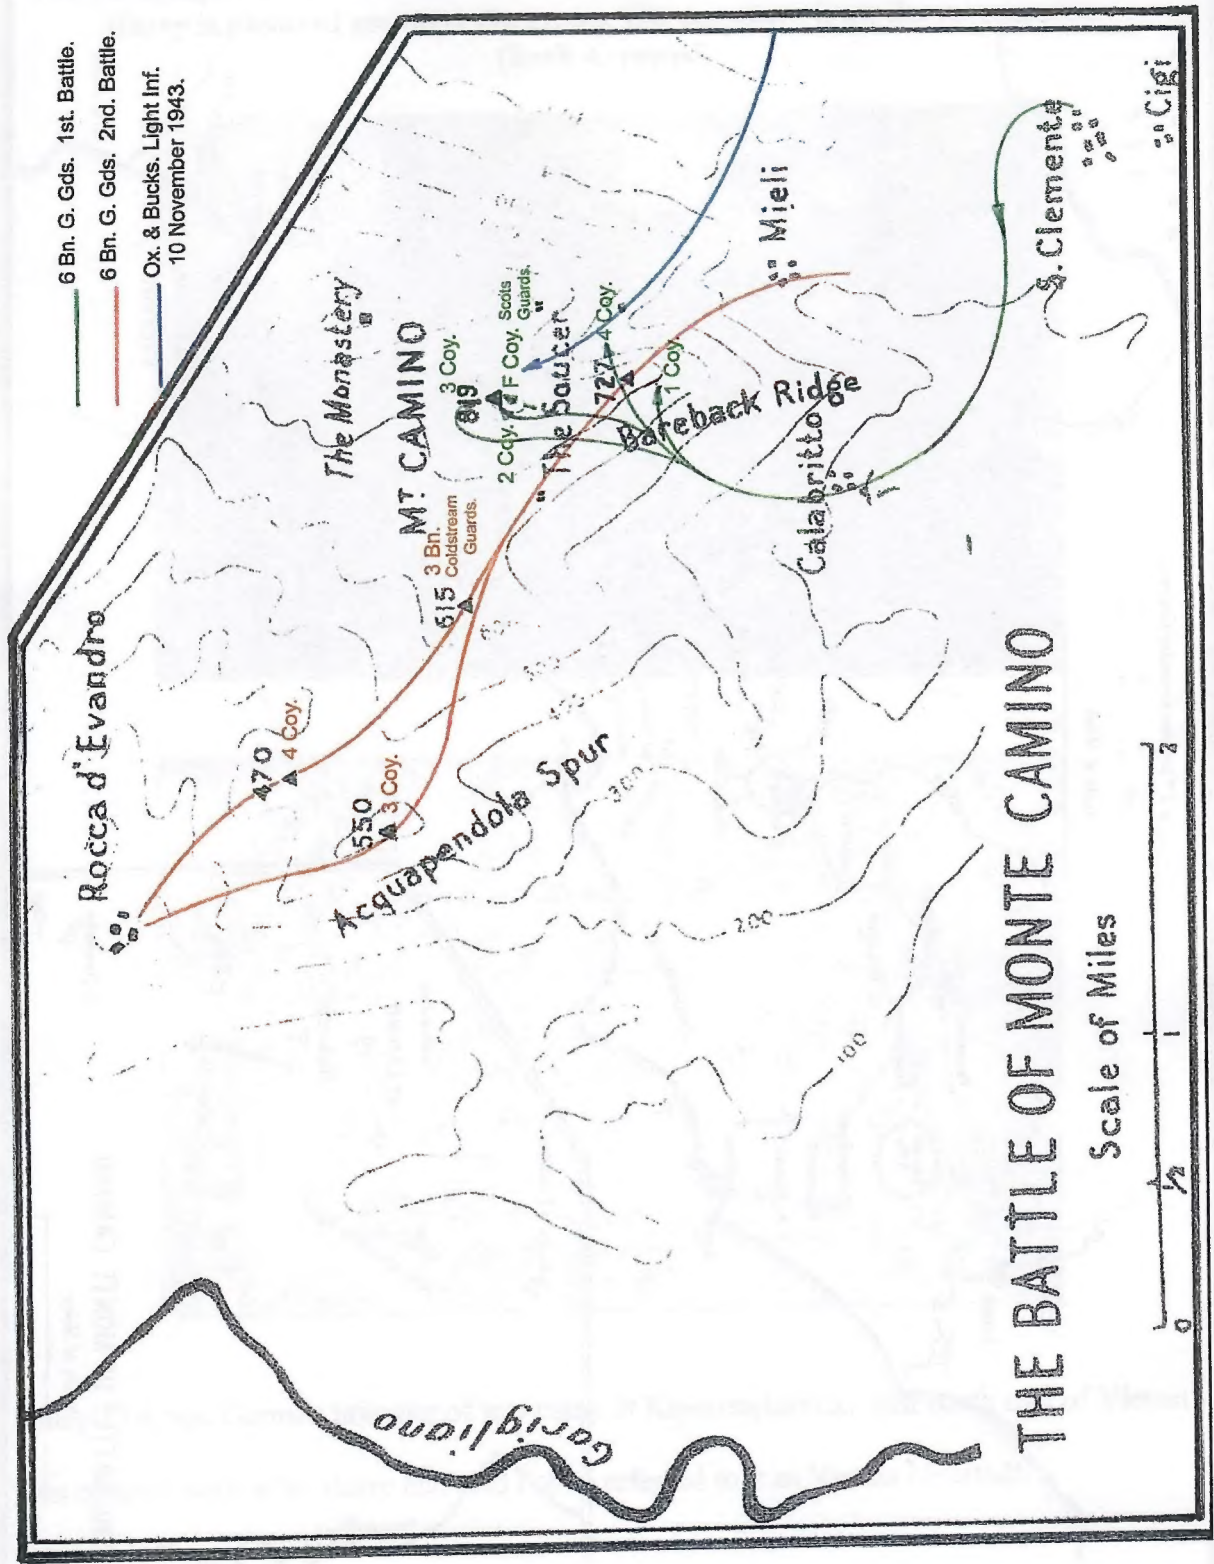 6 Bn. G. Gds. 1st. Battle.
6 Bn. G. Gds. 2nd. Battle.
Ox. & Bucks. Light Inf.
10 November 1943.
Rocca d'Evandro
The Monastery
MT CAMINO
470
4 Coy.
550
3 Coy.
615
3 Bn.
Coldstream
Guards.
3 Coy.
819
2 Coy.
F Coy.
Scots
Guards.
The Saucer
727
4 Coy.
1 Coy.
Bareback Ridge
Mieli
Calabritto
S. Clemente
Cigi
Acquapendola Spur
400
300
200
100
Garigliano
THE BATTLE OF MONTE CAMINO
Scale of Miles
0 1/2 1 2